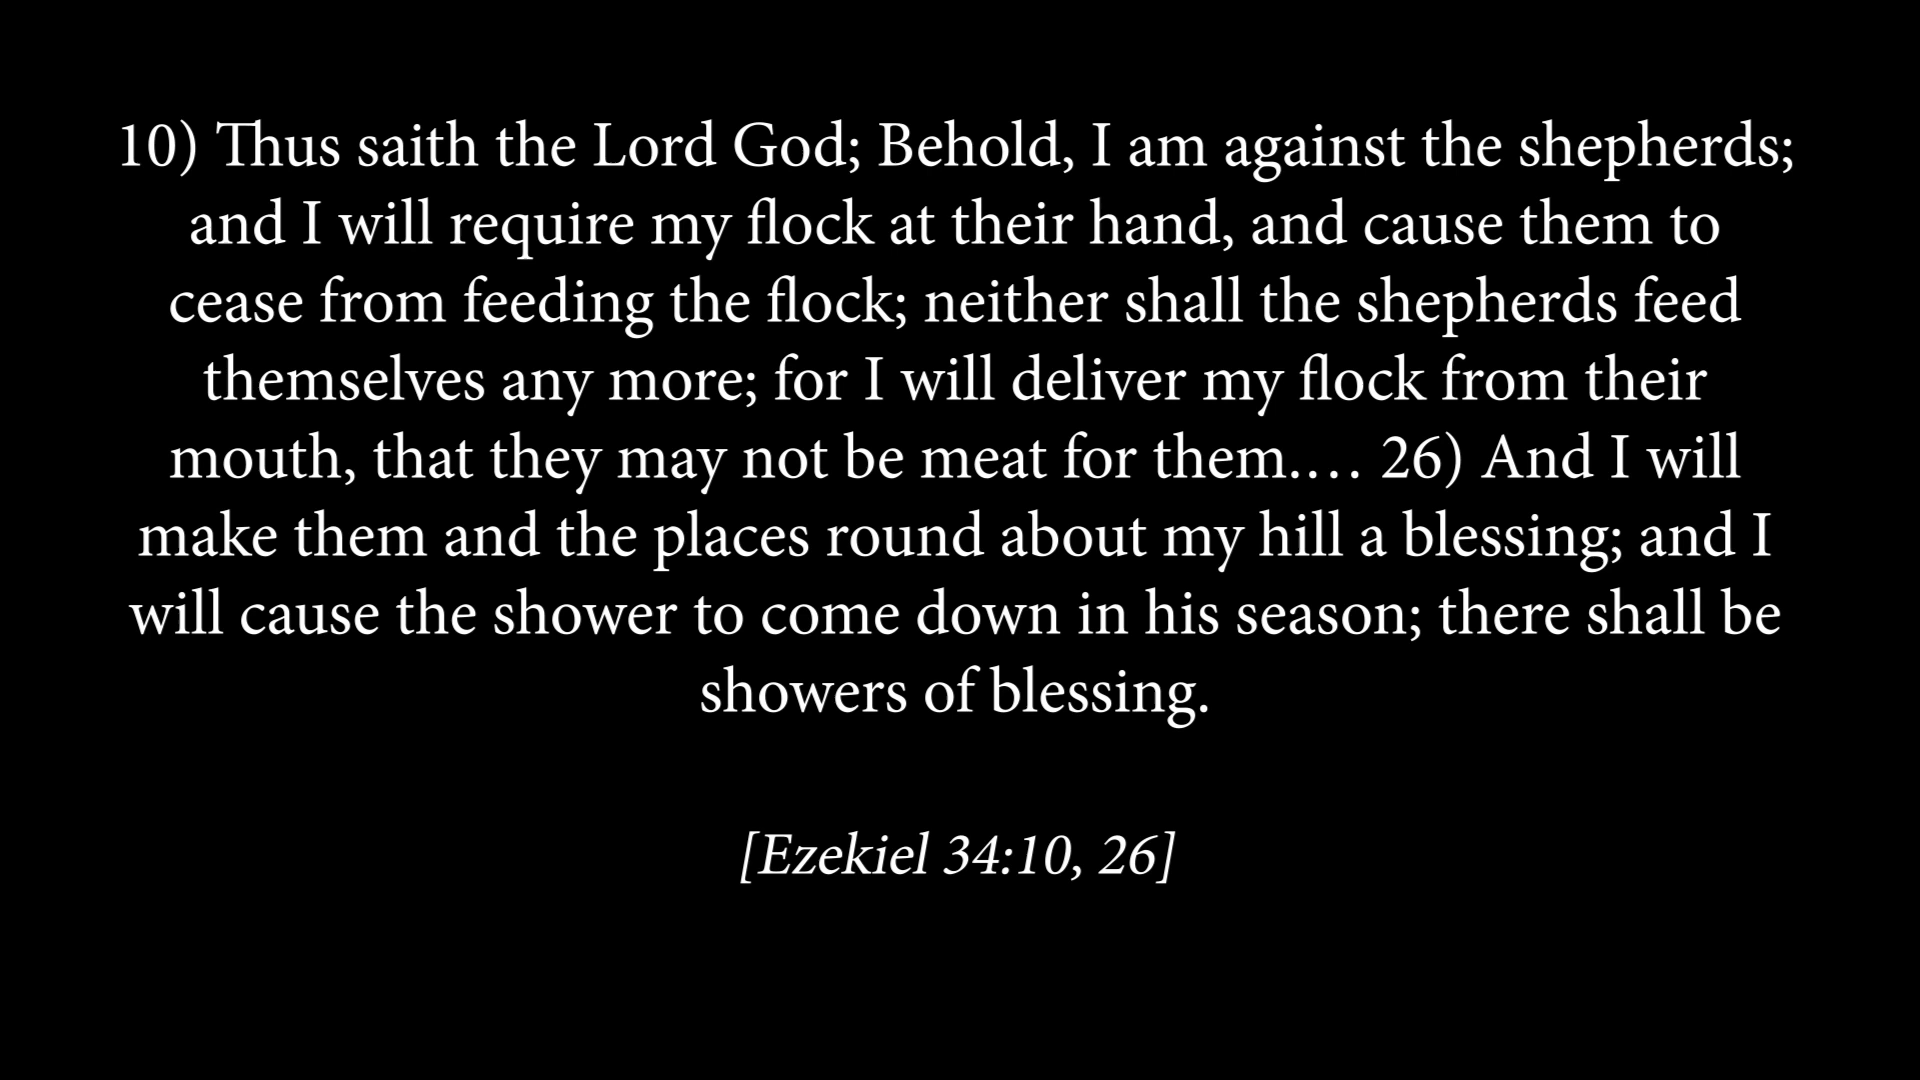 10) Thus saith the Lord God; Behold, I am against the shepherds;
and I will require my flock at their hand, and cause them to
cease from feeding the flock; neither shall the shepherds feed
themselves any more; for I will deliver my flock from their
mouth, that they may not be meat for them.… 26) And I will
make them and the places round about my hill a blessing; and I
will cause the shower to come down in his season; there shall be
showers of blessing.
[Ezekiel 34:10, 26]